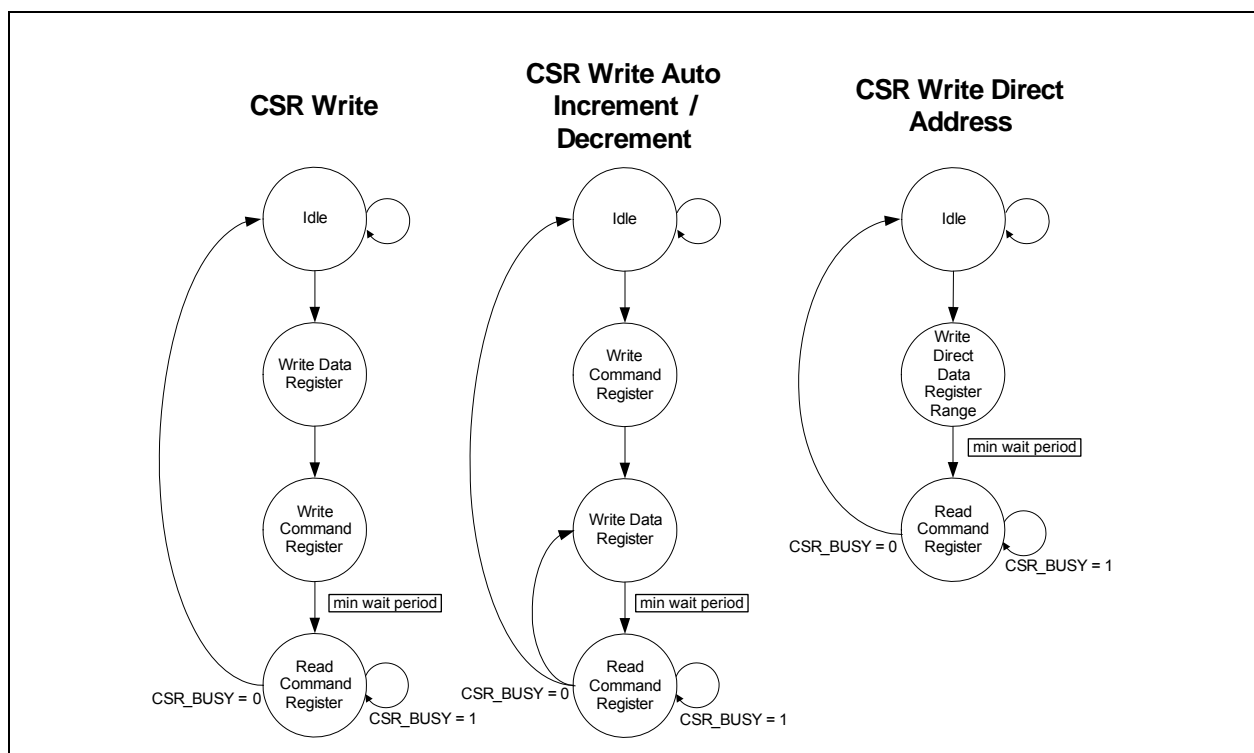 CSR Write
Idle
Write Data
Register
Write
Command
Register
min wait period
Read
Command
Register
CSR_BUSY = 0
CSR_BUSY = 1
CSR Write Auto
Increment /
Decrement
Idle
Write
Command
Register
Write Data
Register
min wait period
Read
Command
Register
CSR_BUSY = 0
CSR_BUSY = 1
CSR Write Direct
Address
Idle
Write
Direct
Data
Register
Range
min wait period
Read
Command
Register
CSR_BUSY = 0
CSR_BUSY = 1